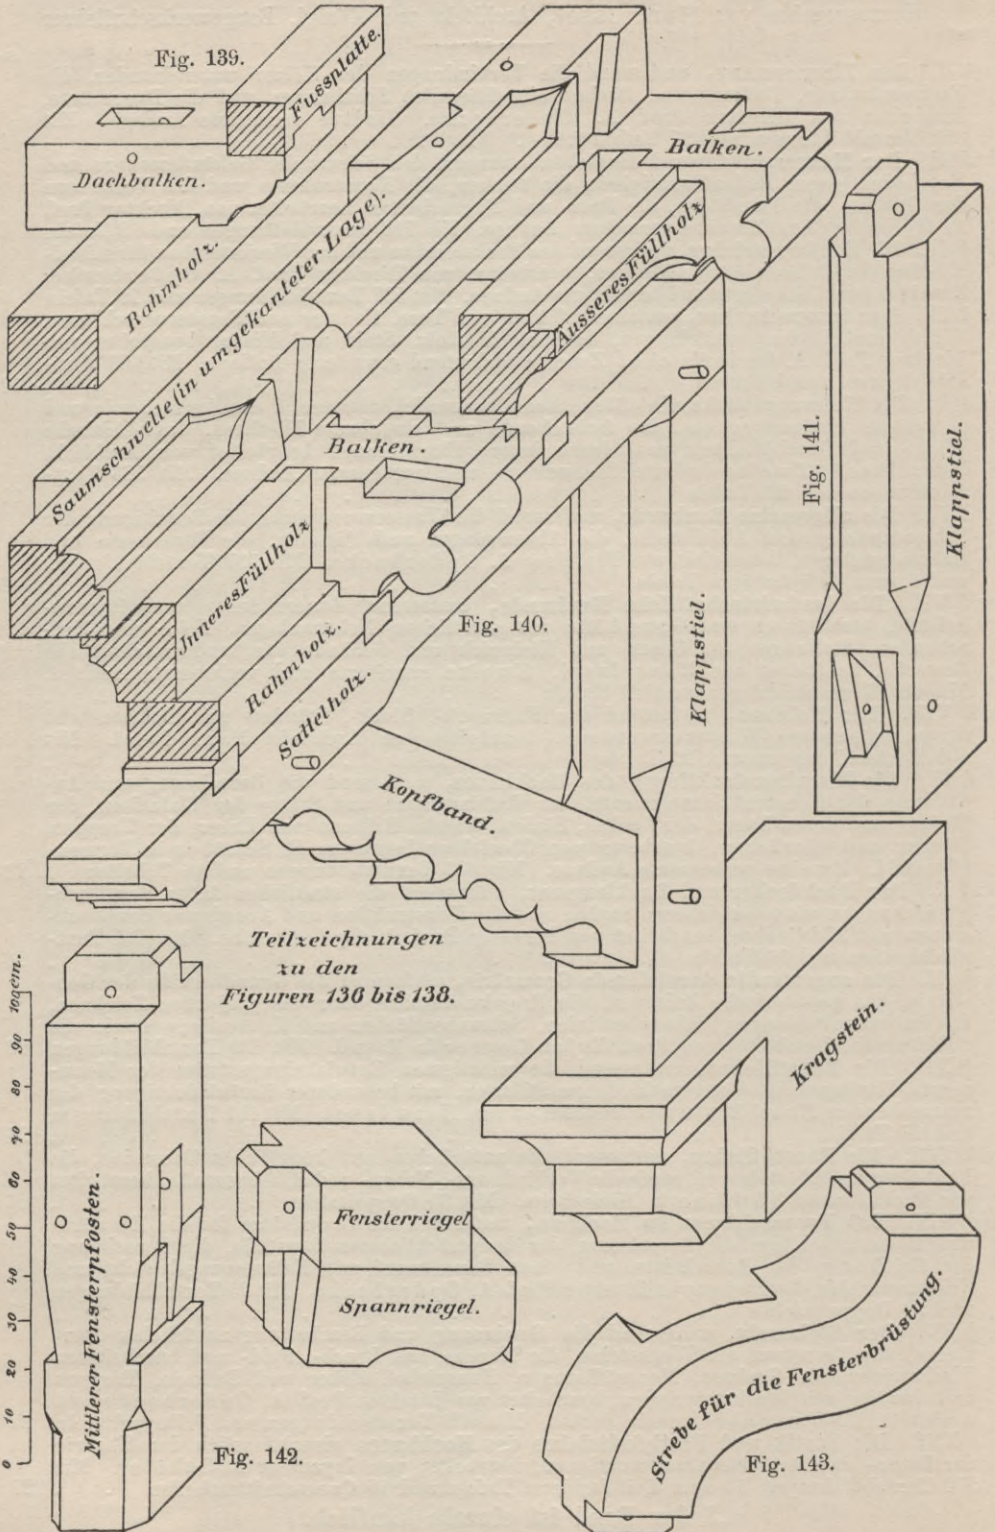 Fig. 139.
Fussplatte.
Dachbalken.
Rahmholz.
Saumschwelle (in umgekanteter Lage).
Balken.
Äusseres Füllholz
Balken.
Inneres Füllholz
Rahmholz.
Sattelholz.
Fig. 140.
Klappstiel.
Fig. 141.
Klappstiel.
Kopfband.
Teilzeichnungen
zu den
Figuren 136 bis 138.
Kragstein.
100cm.
90
80
70
60
50
40
30
20
10
0
Mittlerer Fensterpfosten.
Fensterriegel
Spannriegel.
Fig. 142.
Strebe für die Fensterbrüstung.
Fig. 143.